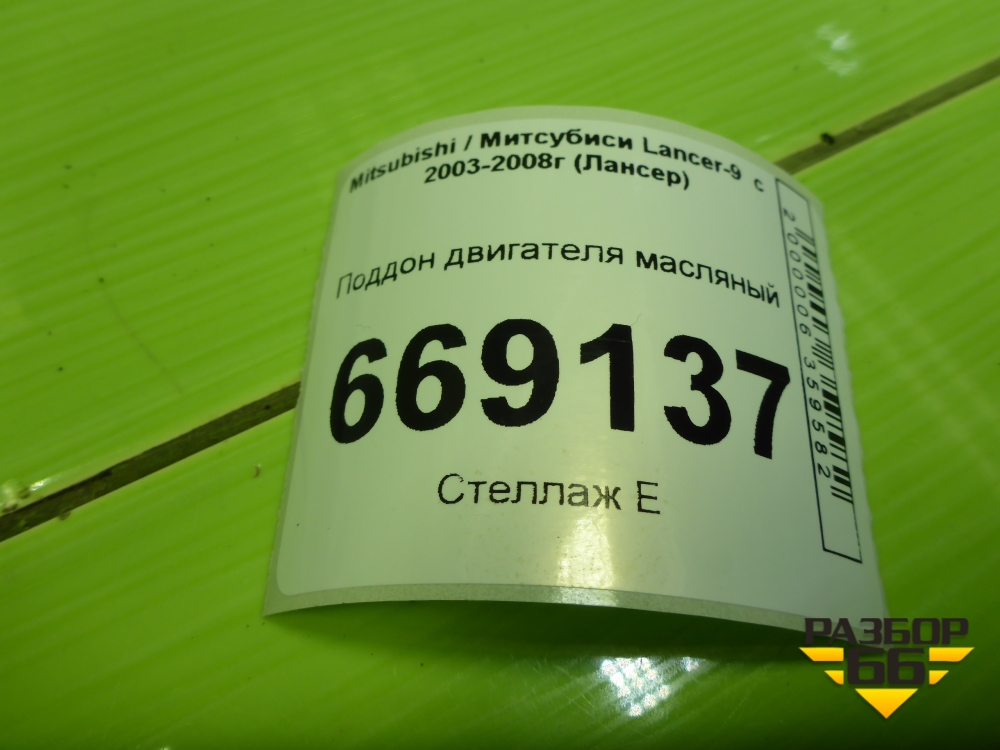 Mitsubishi / Митсубиси Lancer-9 с
2003-2008г (Лансер)
Поддон двигателя масляный
669137
Стеллаж Е
2000006359582
РАЗБОР
66